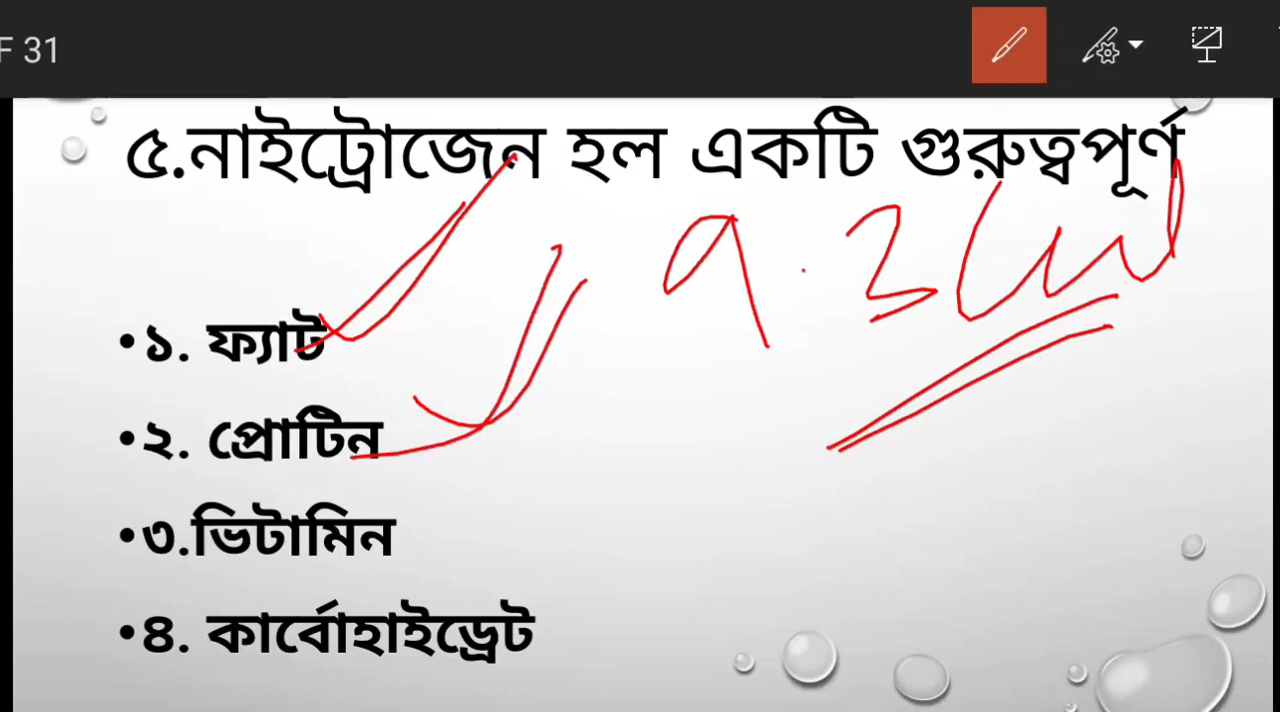 F 31
৫.নাইট্রোজেন হল একটি গুরুত্বপূর্ণ
•১. ফ্যাট
•২. প্রোটিন
•৩.ভিটামিন
•৪. কার্বোহাইড্রেট